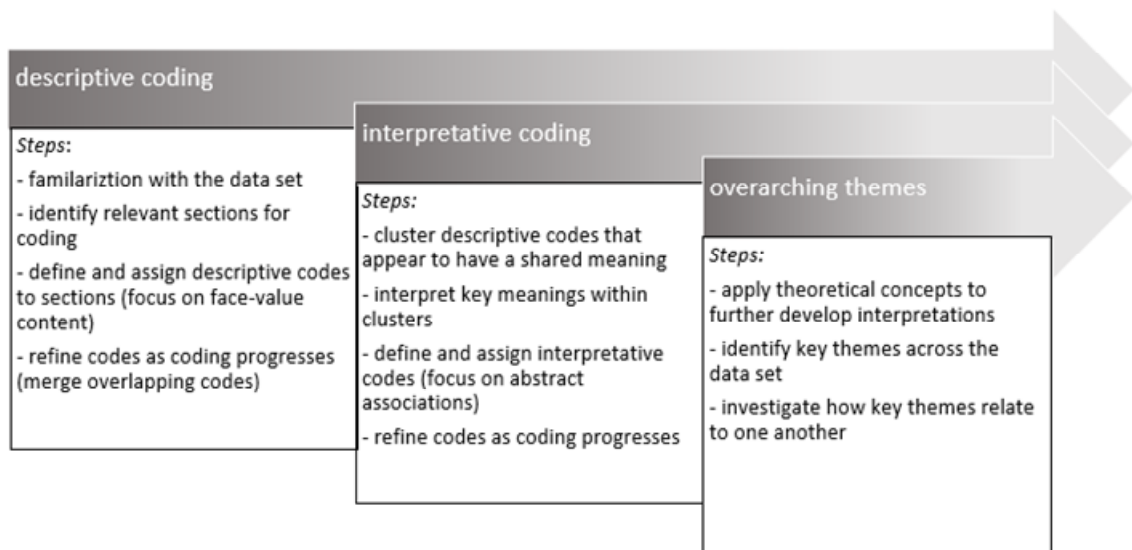 descriptive coding
Steps:
- familariztion with the data set
- identify relevant sections for
coding
- define and assign descriptive codes
to sections (focus on face-value
content)
- refine codes as coding progresses
(merge overlapping codes)
interpretative coding
Steps:
- cluster descriptive codes that
appear to have a shared meaning
- interpret key meanings within
clusters
- define and assign interpretative
codes (focus on abstract
associations)
- refine codes as coding progresses
overarching themes
Steps:
- apply theoretical concepts to
further develop interpretations
- identify key themes across the
data set
- investigate how key themes relate
to one another